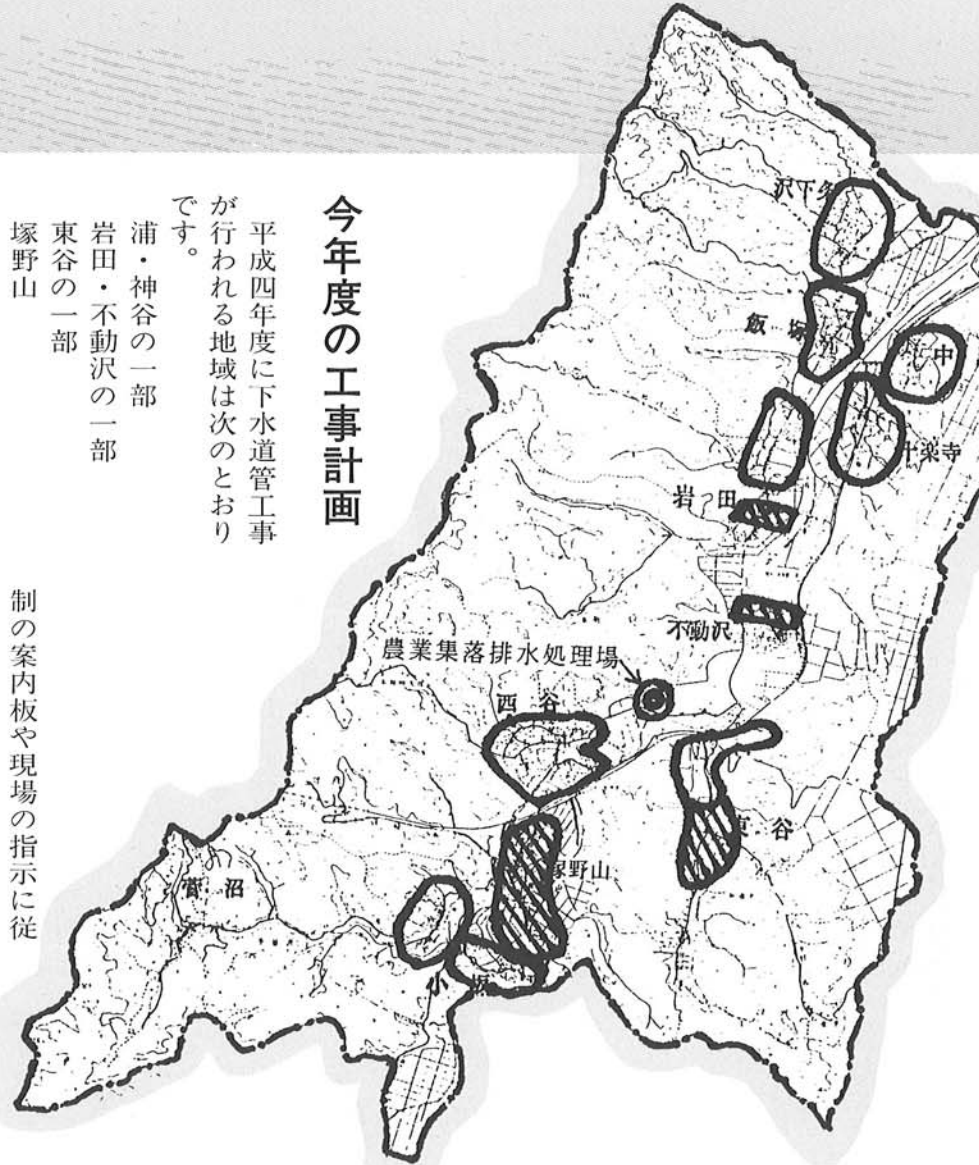 今年度の工事計画
平成四年度に下水道管工事
が行われる地域は次のとおり
です。
浦・神谷の一部
岩田・不動沢の一部
東谷の一部
塚野山
制の案内板や現場の指示に従
沢下条
飯塚
中
十楽寺
岩田
不動沢
農業集落排水処理場
西谷
東谷
塚野山
菅沼
小坂